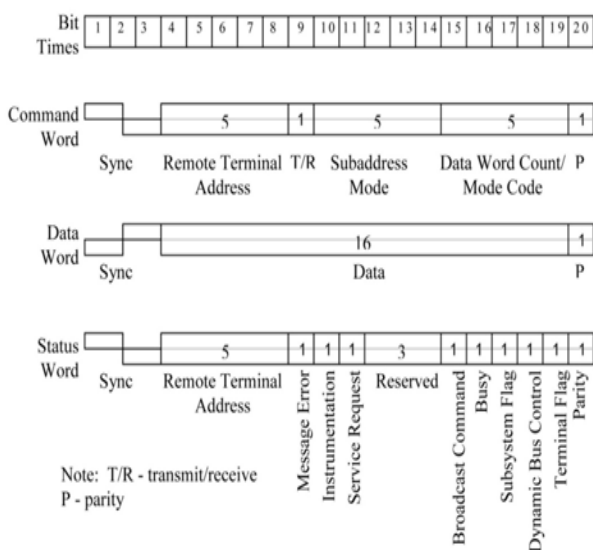 Bit Times 1 2 3 4 5 6 7 8 9 10 11 12 13 14 15 16 17 18 19 20
Command Word 5 1 5 5 1
Sync Remote Terminal Address T/R Subaddress Mode Data Word Count/ Mode Code P
Data Word 16 1
Sync Data P
Status Word 5 1 1 1 3 1 1 1 1 1 1
Sync Remote Terminal Address Message Error Instrumentation Service Request Reserved Broadcast Command Busy Subsystem Flag Dynamic Bus Control Terminal Flag Parity
Note: T/R - transmit/receive
P - parity